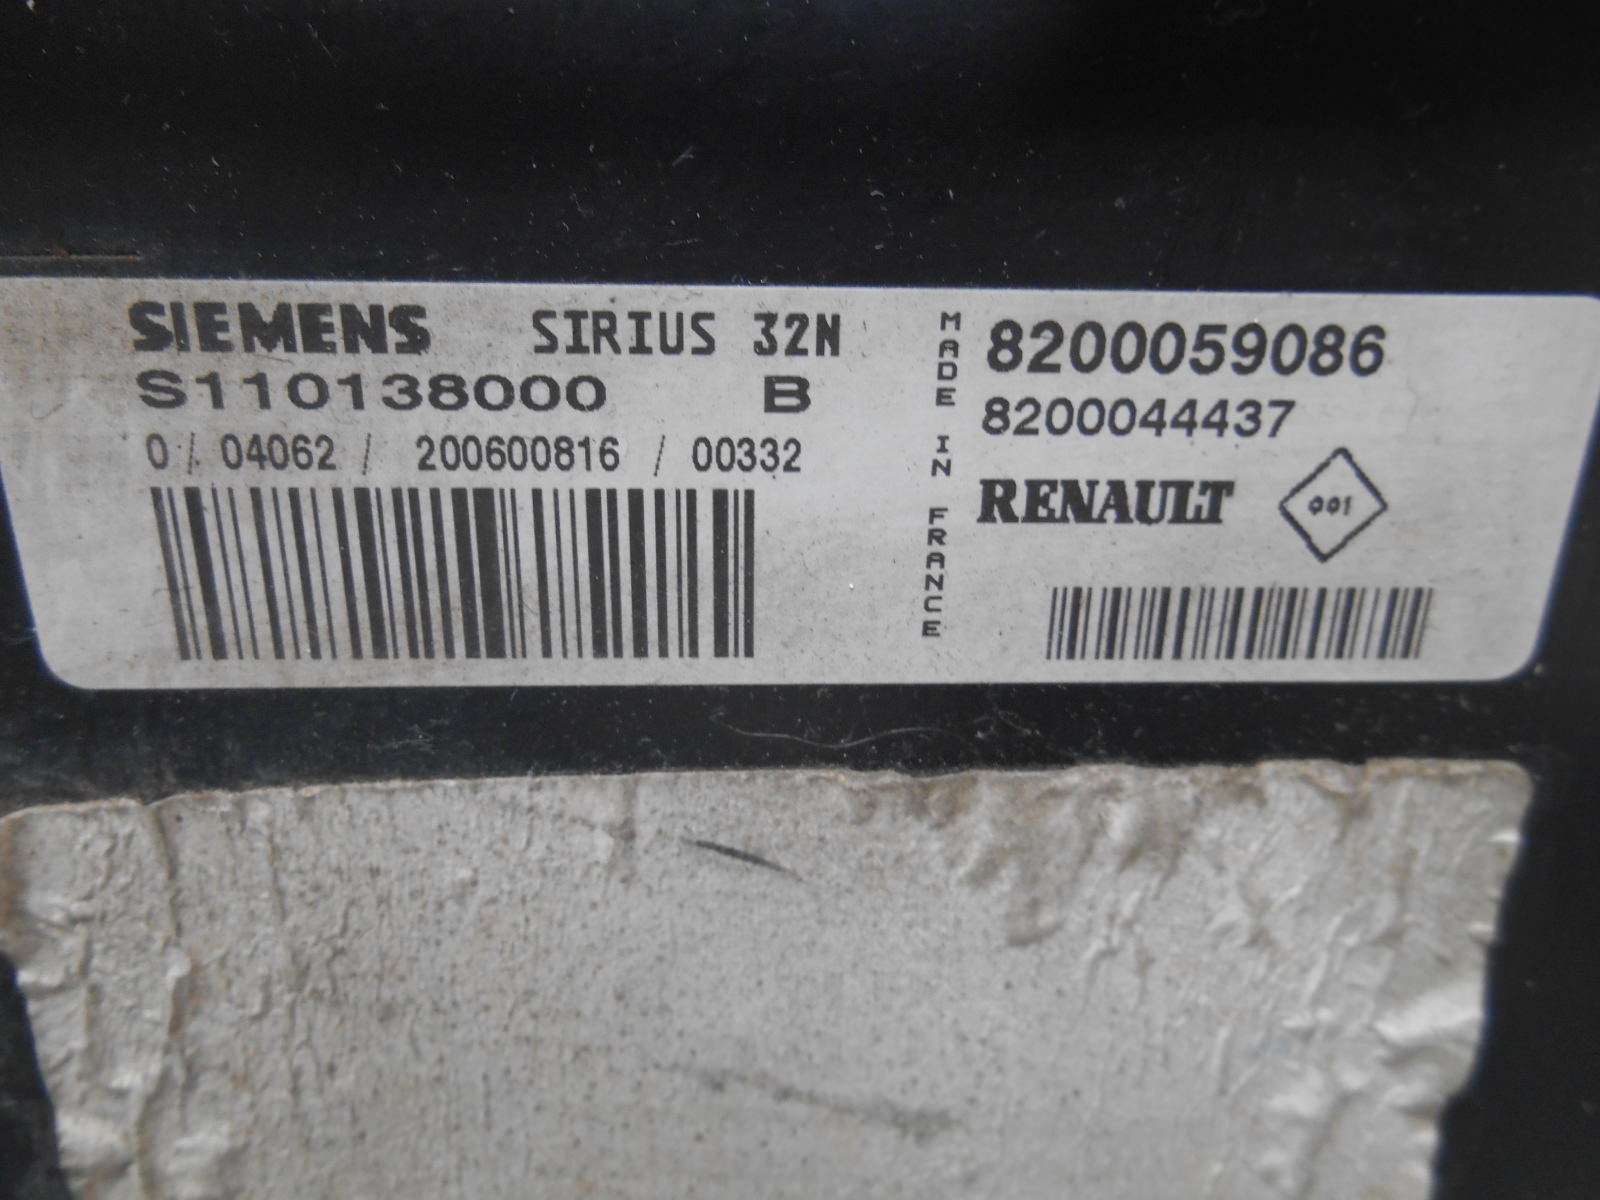 SIEMENS SIRIUS 32N
S110138000 B
0 / 04062 / 200600816 / 00332
MADE IN FRANCE
8200059086
8200044437
RENAULT 001